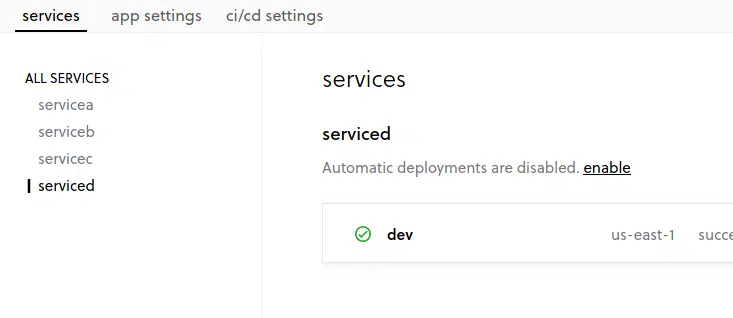 services app settings ci/cd settings
ALL SERVICES
servicea
serviceb
servicec
serviced
services
serviced
Automatic deployments are disabled. enable
dev us-east-1